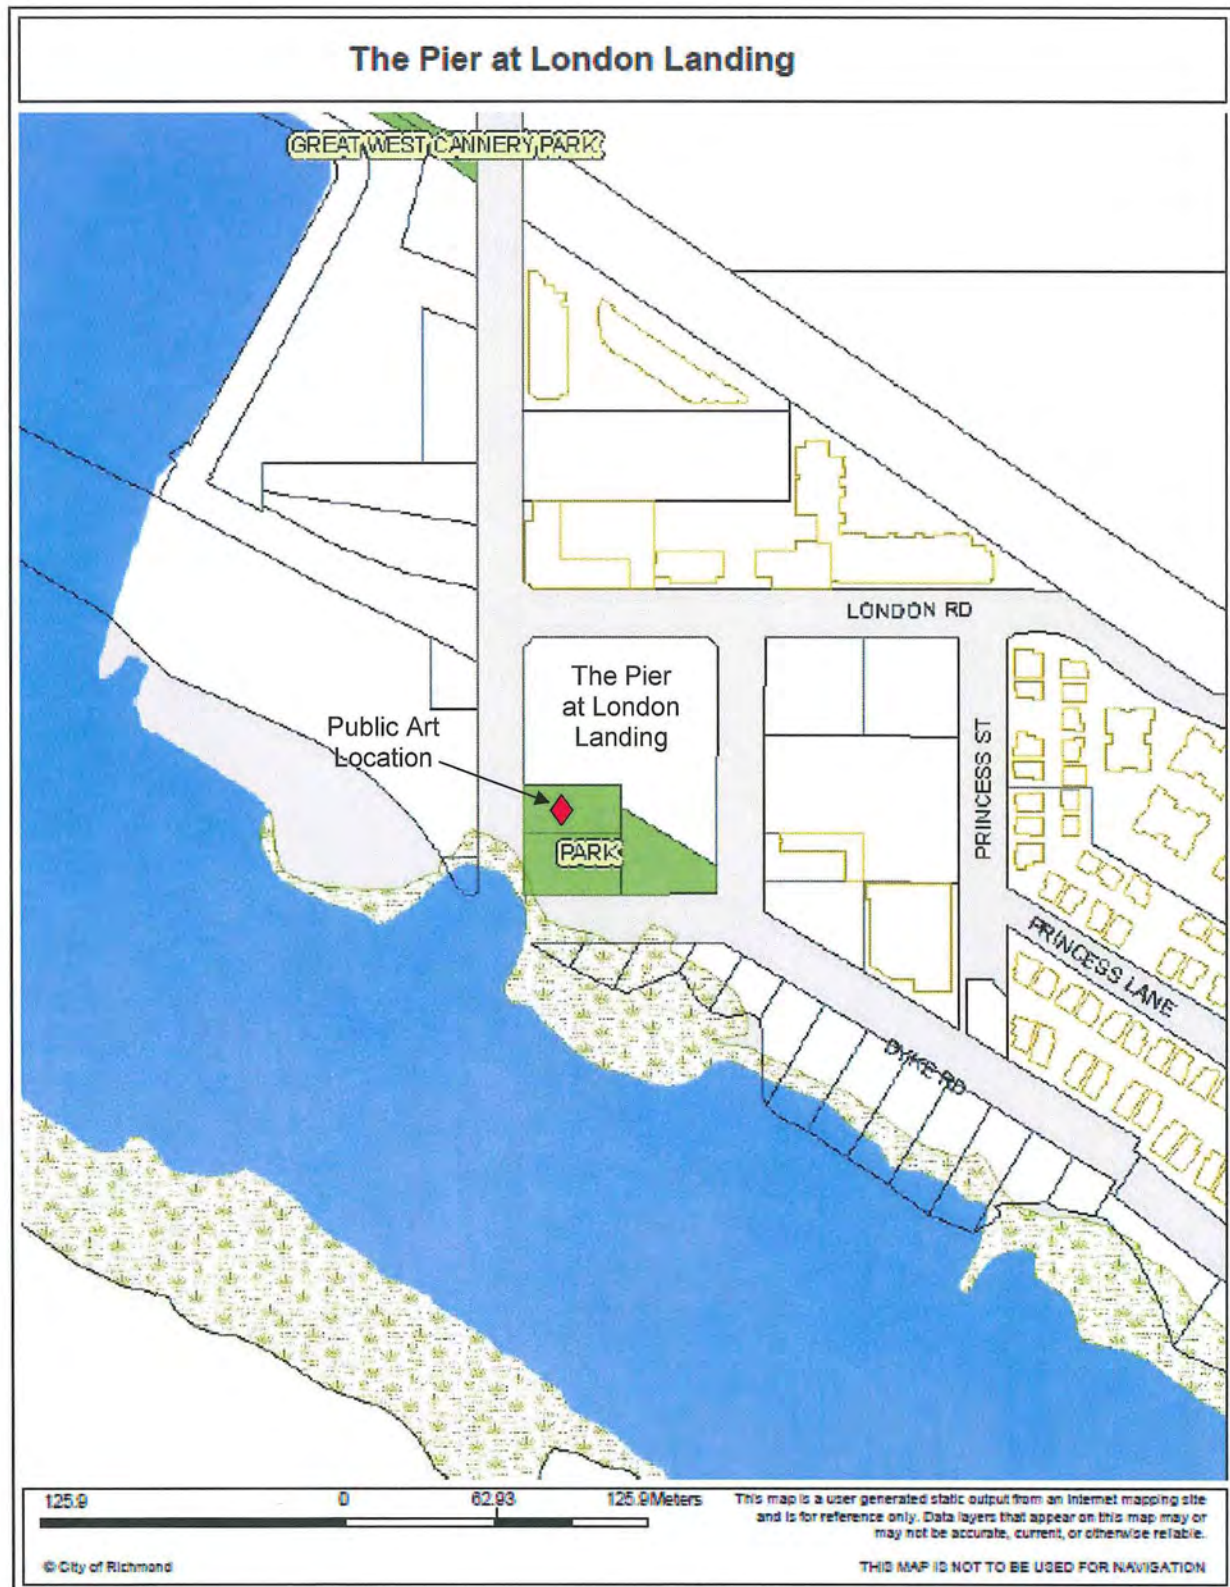 The Pier at London Landing
GREAT WEST CANNERY PARK
LONDON RD
The Pier
at London
Landing
Public Art
Location
PRINCESS ST
PARK
PRINCESS LANE
DYKE RD
125.9 0 62.93 125.9Meters
This map is a user generated static output from an Internet mapping site
and is for reference only. Data layers that appear on this map may or
may not be accurate, current, or otherwise reliable.
© City of Richmond
THIS MAP IS NOT TO BE USED FOR NAVIGATION